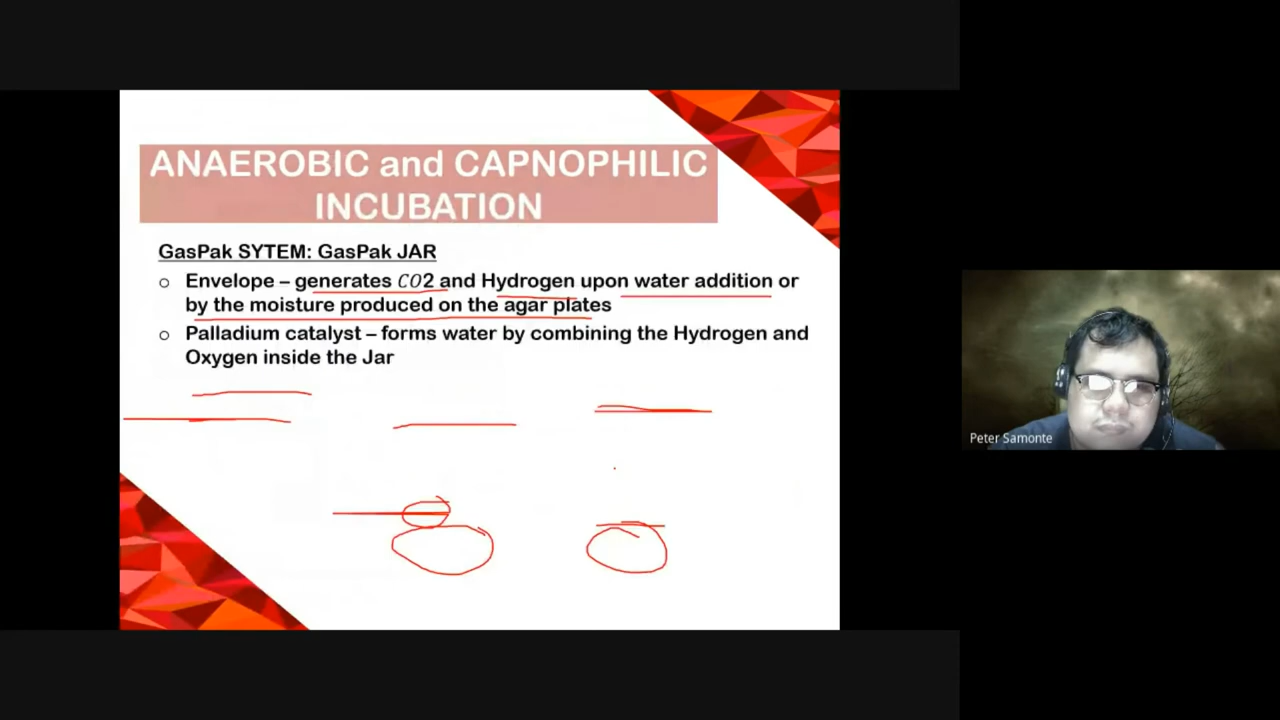 ANAEROBIC and CAPNOPHILIC
INCUBATION
GasPak SYTEM: GasPak JAR
o Envelope – generates CO2 and Hydrogen upon water addition or
by the moisture produced on the agar plates
o Palladium catalyst – forms water by combining the Hydrogen and
Oxygen inside the Jar
Peter Samonte